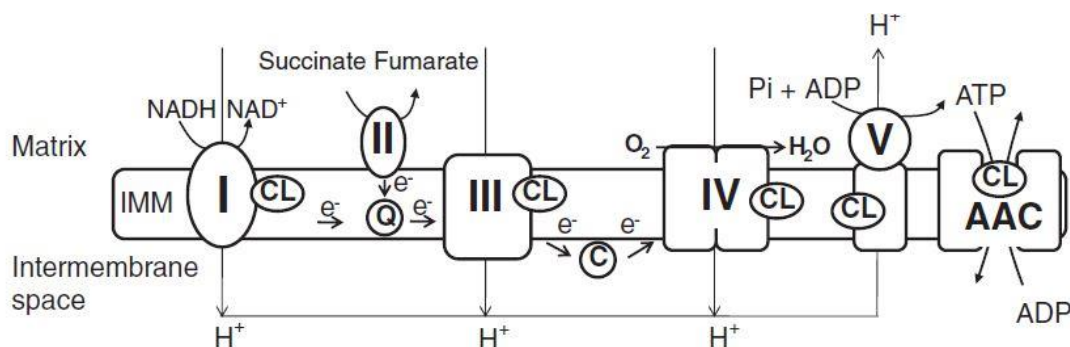 H⁺
Succinate Fumarate
Pi + ADP
ATP
NADH NAD⁺
Matrix
II
O₂
H₂O
V
IMM
I
CL
e⁻
e⁻
Q
e⁻
III
CL
IV
CL
CL
CL
AAC
e⁻
e⁻
C
Intermembrane
space
H⁺
H⁺
H⁺
ADP